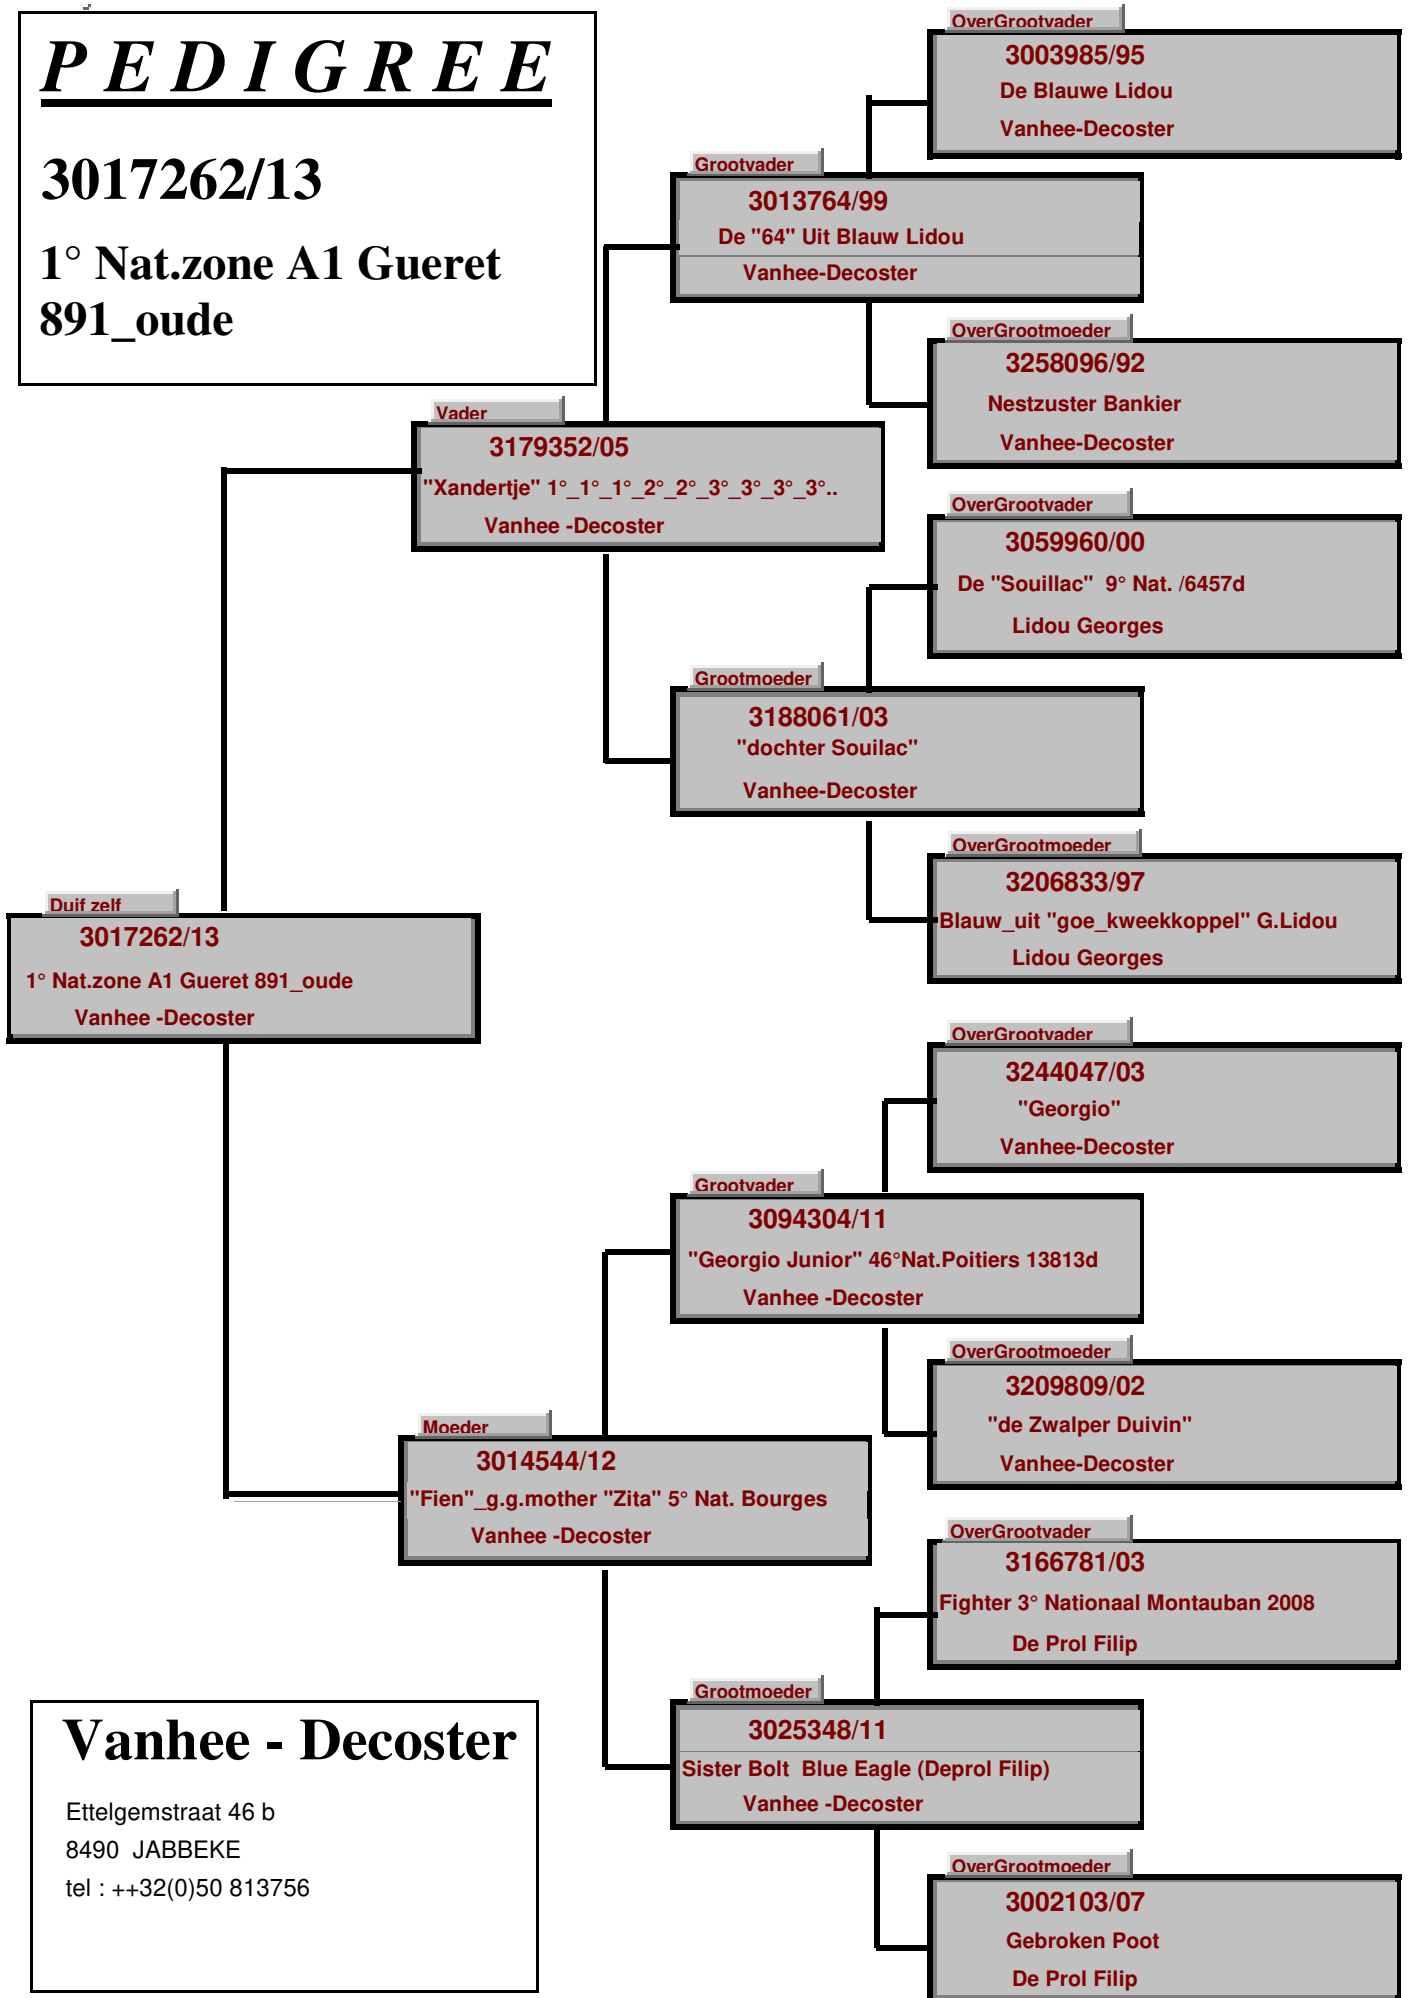 P E D I G R E E
3017262/13
1° Nat.zone A1 Gueret
891_oude
OverGrootvader
3003985/95
De Blauwe Lidou
Vanhee-Decoster
Grootvader
3013764/99
De "64" Uit Blauw Lidou
Vanhee-Decoster
OverGrootmoeder
3258096/92
Nestzuster Bankier
Vanhee-Decoster
Vader
3179352/05
"Xandertje" 1°_1°_1°_2°_2°_3°_3°_3°_3°..
Vanhee -Decoster
OverGrootvader
3059960/00
De "Souillac"  9° Nat. /6457d
Lidou Georges
Grootmoeder
3188061/03
"dochter Souilac"
Vanhee-Decoster
OverGrootmoeder
3206833/97
Blauw_uit "goe_kweekkoppel" G.Lidou
Lidou Georges
Duif zelf
3017262/13
1° Nat.zone A1 Gueret 891_oude
Vanhee -Decoster
OverGrootvader
3244047/03
"Georgio"
Vanhee-Decoster
Grootvader
3094304/11
"Georgio Junior" 46°Nat.Poitiers 13813d
Vanhee -Decoster
OverGrootmoeder
3209809/02
"de Zwalper Duivin"
Vanhee-Decoster
Moeder
3014544/12
"Fien"_g.g.mother "Zita" 5° Nat. Bourges
Vanhee -Decoster
OverGrootvader
3166781/03
Fighter 3° Nationaal Montauban 2008
De Prol Filip
Grootmoeder
3025348/11
Sister Bolt  Blue Eagle (Deprol Filip)
Vanhee -Decoster
OverGrootmoeder
3002103/07
Gebroken Poot
De Prol Filip
Vanhee - Decoster
Ettelgemstraat 46 b
8490  JABBEKE
tel : ++32(0)50 813756